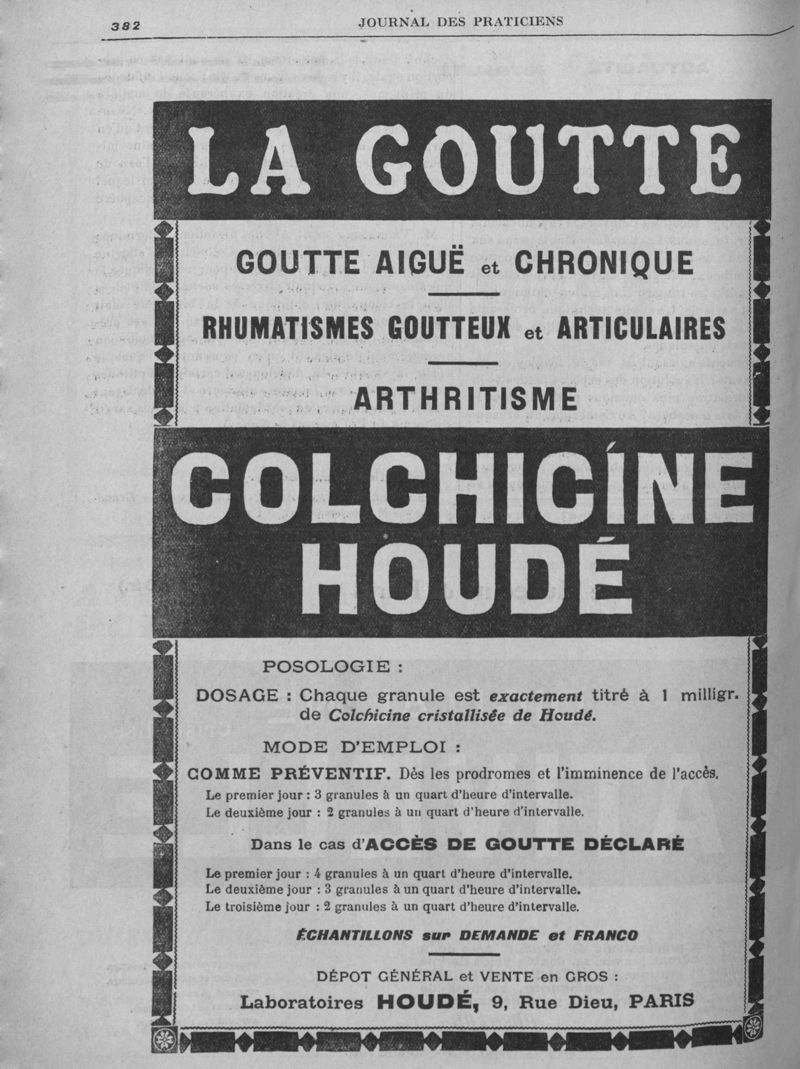 382
JOURNAL DES PRATICIENS
LA GOUTTE
GOUTTE AIGUË et CHRONIQUE
RHUMATISMES GOUTTEUX et ARTICULAIRES
ARTHRITISME
COLCHICÍNE
HOUDÉ
POSOLOGIE :
DOSAGE : Chaque granule est exactement titré à 1 milligr.
de Colchicine cristallisée de Houdé.
MODE D'EMPLOI :
COMME PRÉVENTIF. Dès les prodromes et l'imminence de l'accès.
Le premier jour : 3 granules à un quart d'heure d'intervalle.
Le deuxième jour : 2 granules à un quart d'heure d'intervalle.
Dans le cas d'ACCÈS DE GOUTTE DÉCLARÉ
Le premier jour : 4 granules à un quart d'heure d'intervalle.
Le deuxième jour : 3 granules à un quart d'heure d'intervalle.
Le troisième jour : 2 granules à un quart d'heure d'intervalle.
ÉCHANTILLONS sur DEMANDE et FRANCO
DÉPOT GÉNÉRAL et VENTE en GROS :
Laboratoires HOUDÉ, 9, Rue Dieu, PARIS